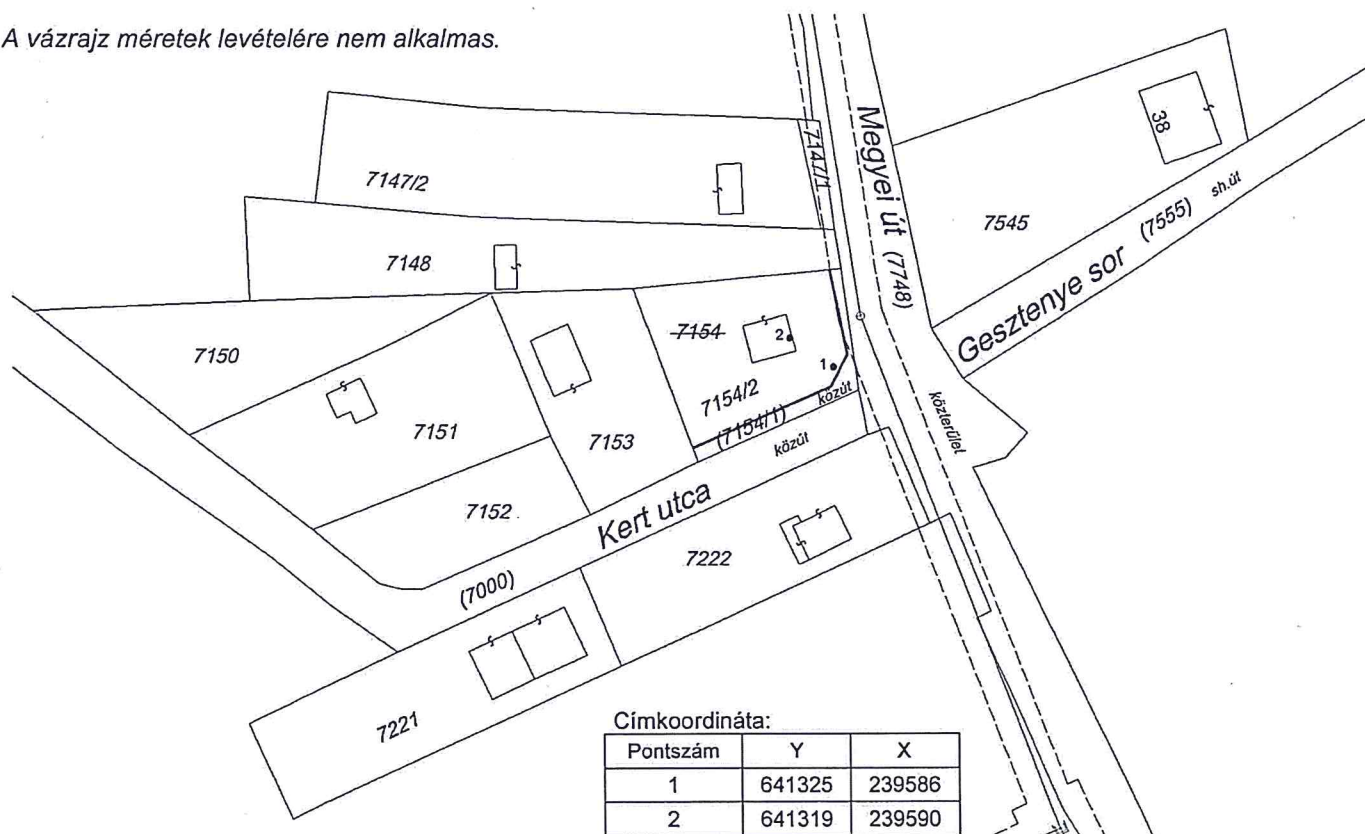 A vázrajz méretek levételére nem alkalmas.
7147/1
Megyei út (7748)
38
7147/2
7545
Gesztenye sor (7555) sh.út
7148
7154
2
7150
1
7154/2
közút
(7154/1)
közterület
7151
7153
közút
7152
Kert utca
7222
(7000)
7221
Címkoordináta:
Pontszám Y X
1 641325 239586
2 641319 239590